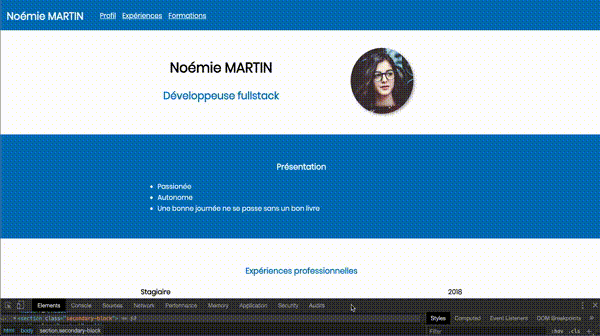 Noémie MARTIN Profil Expériences Formations
Noémie MARTIN
Développeuse fullstack
Présentation
Passionée
Autonome
Une bonne journée ne se passe sans un bon livre
Expériences professionnelles
Stagiaire 2018
Elements Console Sources Network Performance Memory Application Security Audits
<section class="secondary-block"> == $0
html body section.secondary-block
Styles Computed Event Listeners DOM Breakpoints
Filter :hov .cls